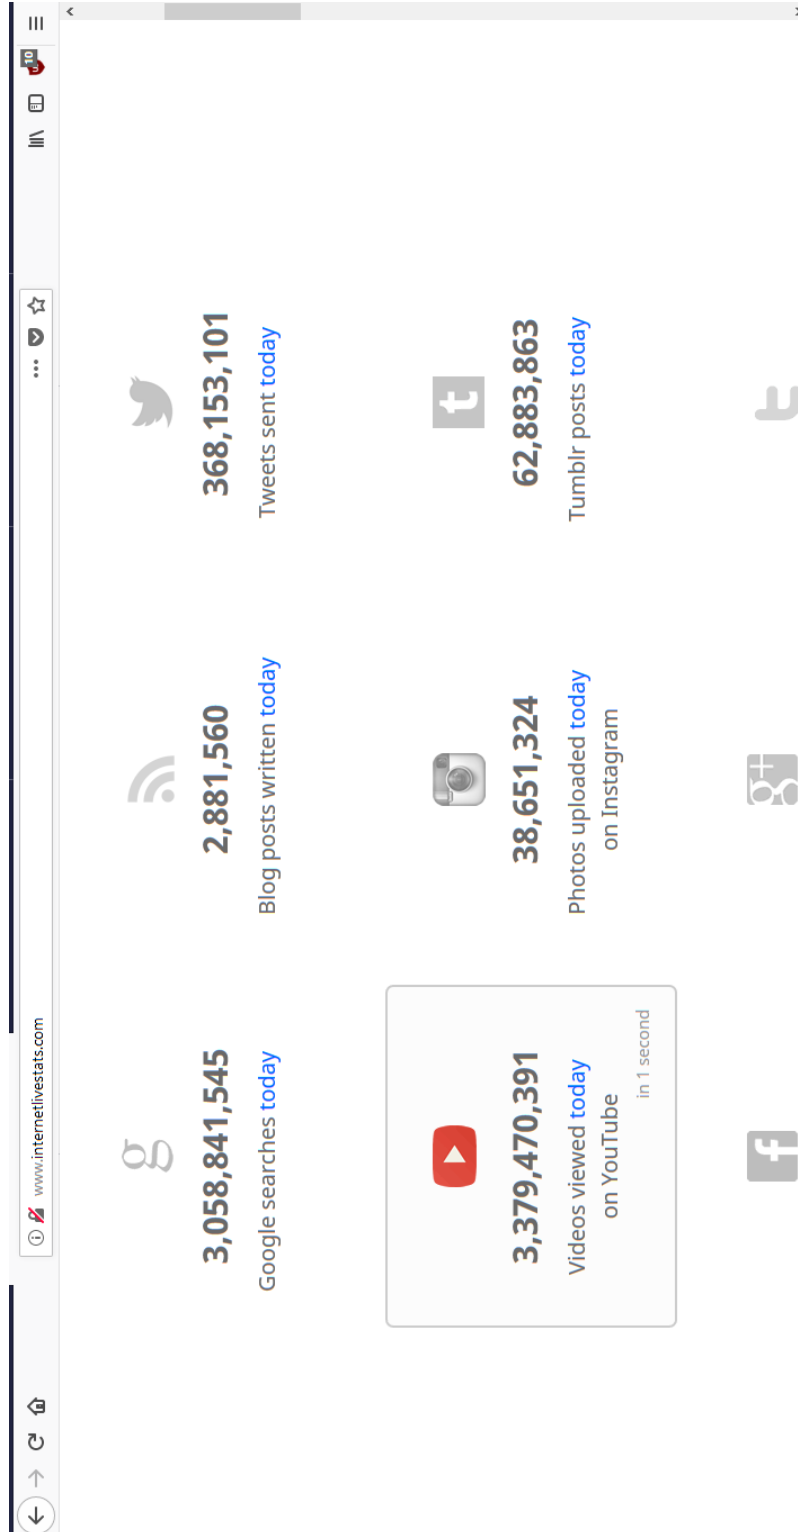 www.internetlivestats.com
10
3,058,841,545
Google searches today
2,881,560
Blog posts written today
368,153,101
Tweets sent today
3,379,470,391
Videos viewed today
on YouTube
in 1 second
38,651,324
Photos uploaded today
on Instagram
62,883,863
Tumblr posts today